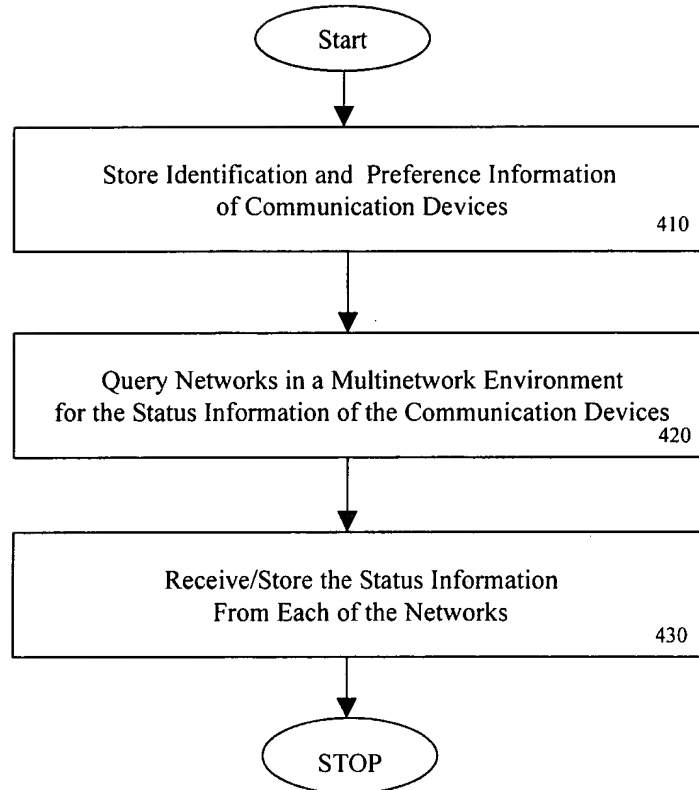 Start
Store Identification and Preference Information
of Communication Devices
410
Query Networks in a Multinetwork Environment
for the Status Information of the Communication Devices
420
Receive/Store the Status Information
From Each of the Networks
430
STOP